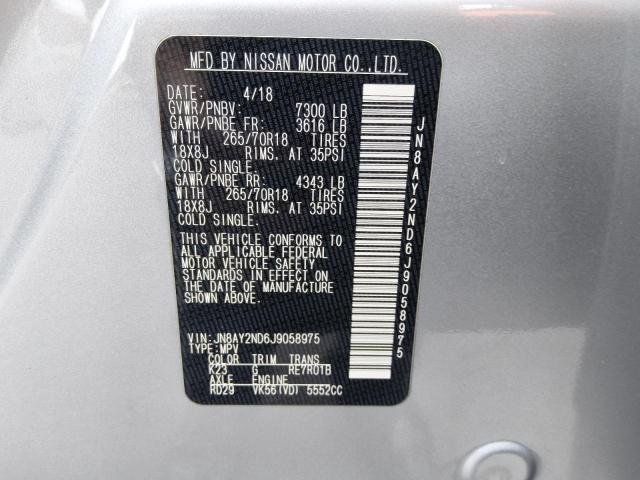 MFD BY NISSAN MOTOR CO.,LTD.
DATE: 4/18
GVWR/PNBV: 7300 LB
GAWR/PNBE FR: 3616 LB
WITH 265/70R18 TIRES
18X8J RIMS. AT 35PSI
COLD SINGLE.
GAWR/PNBE RR: 4343 LB
WITH 265/70R18 TIRES
18X8J RIMS. AT 35PSI
COLD SINGLE.
THIS VEHICLE CONFORMS TO
ALL APPLICABLE FEDERAL
MOTOR VEHICLE SAFETY
STANDARDS IN EFFECT ON
THE DATE OF MANUFACTURE
SHOWN ABOVE.
VIN: JN8AY2ND6J9058975
TYPE: MPV
COLOR TRIM TRANS
K23 G RE7R01B
AXLE ENGINE
RD29 VK56(VD) 5552CC
JN8AY2ND6J9058975